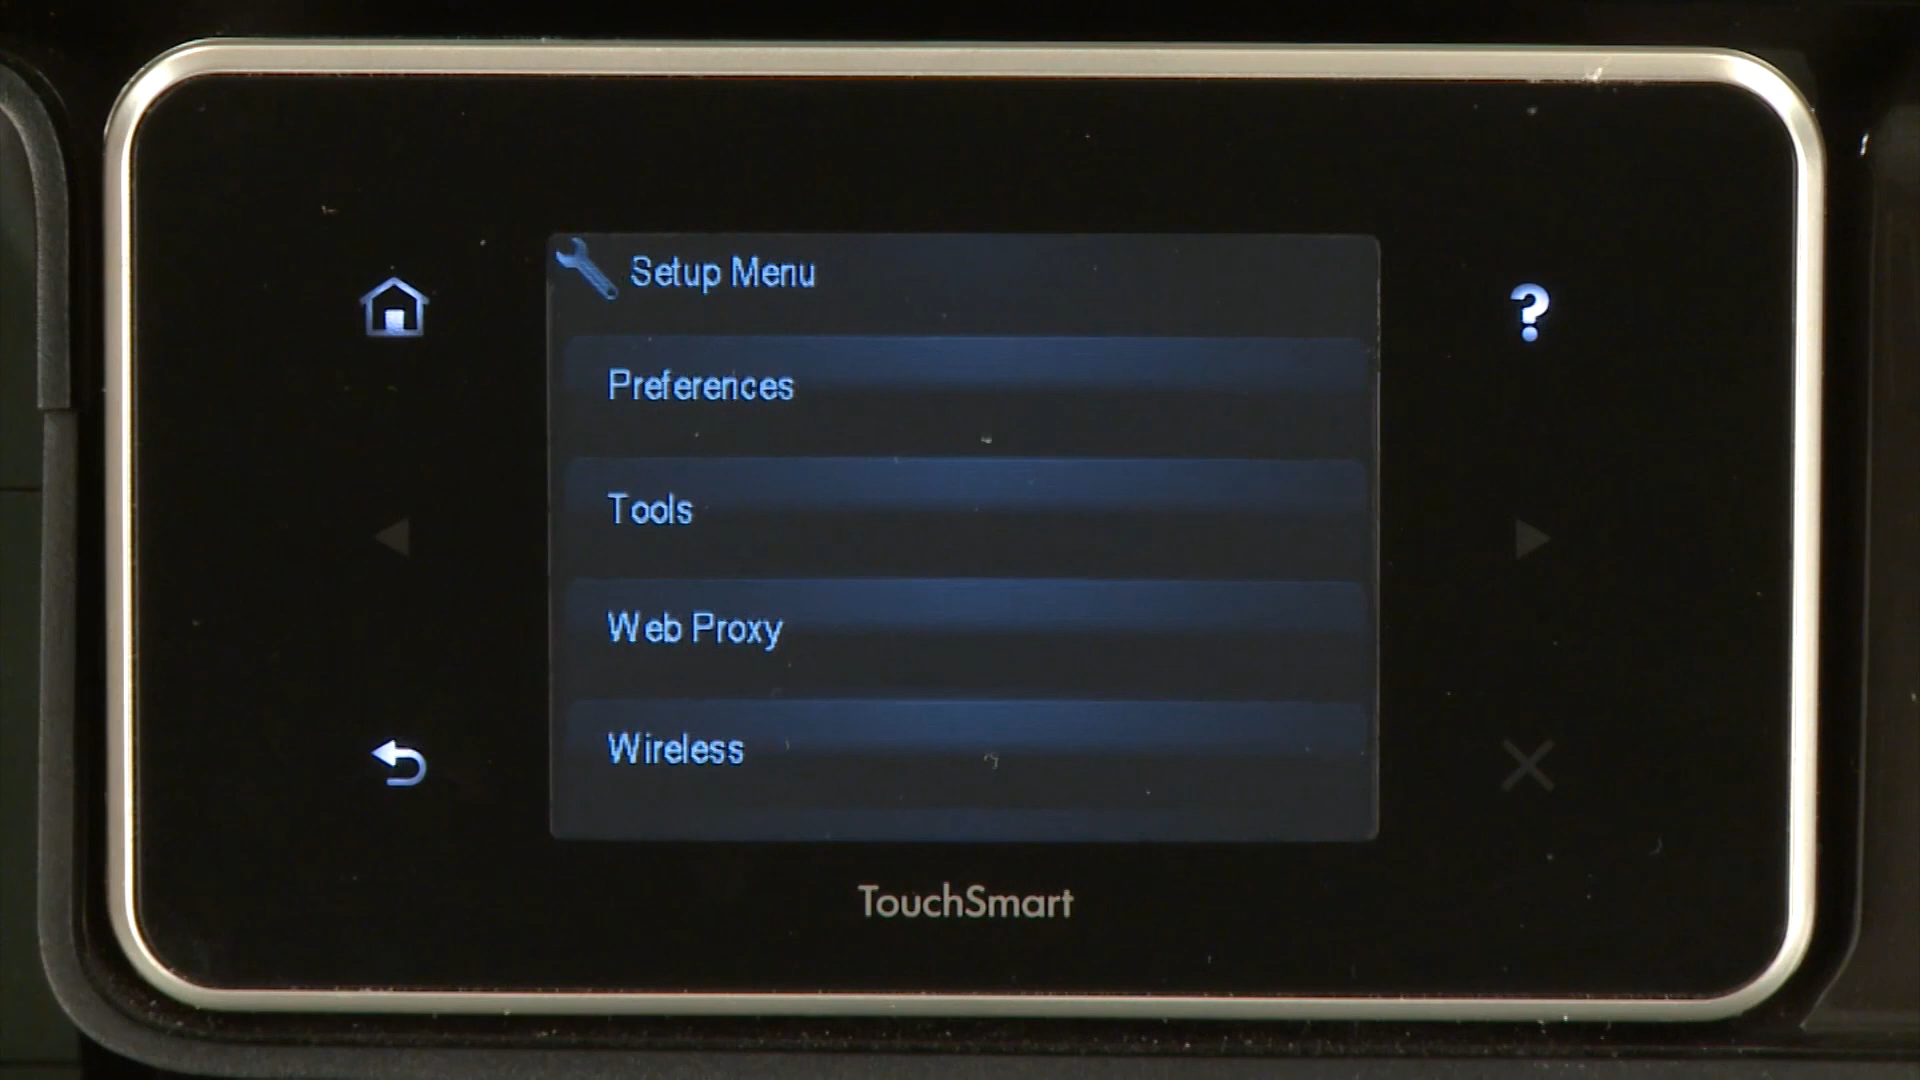 Setup Menu
Preferences
Tools
Web Proxy
Wireless
TouchSmart